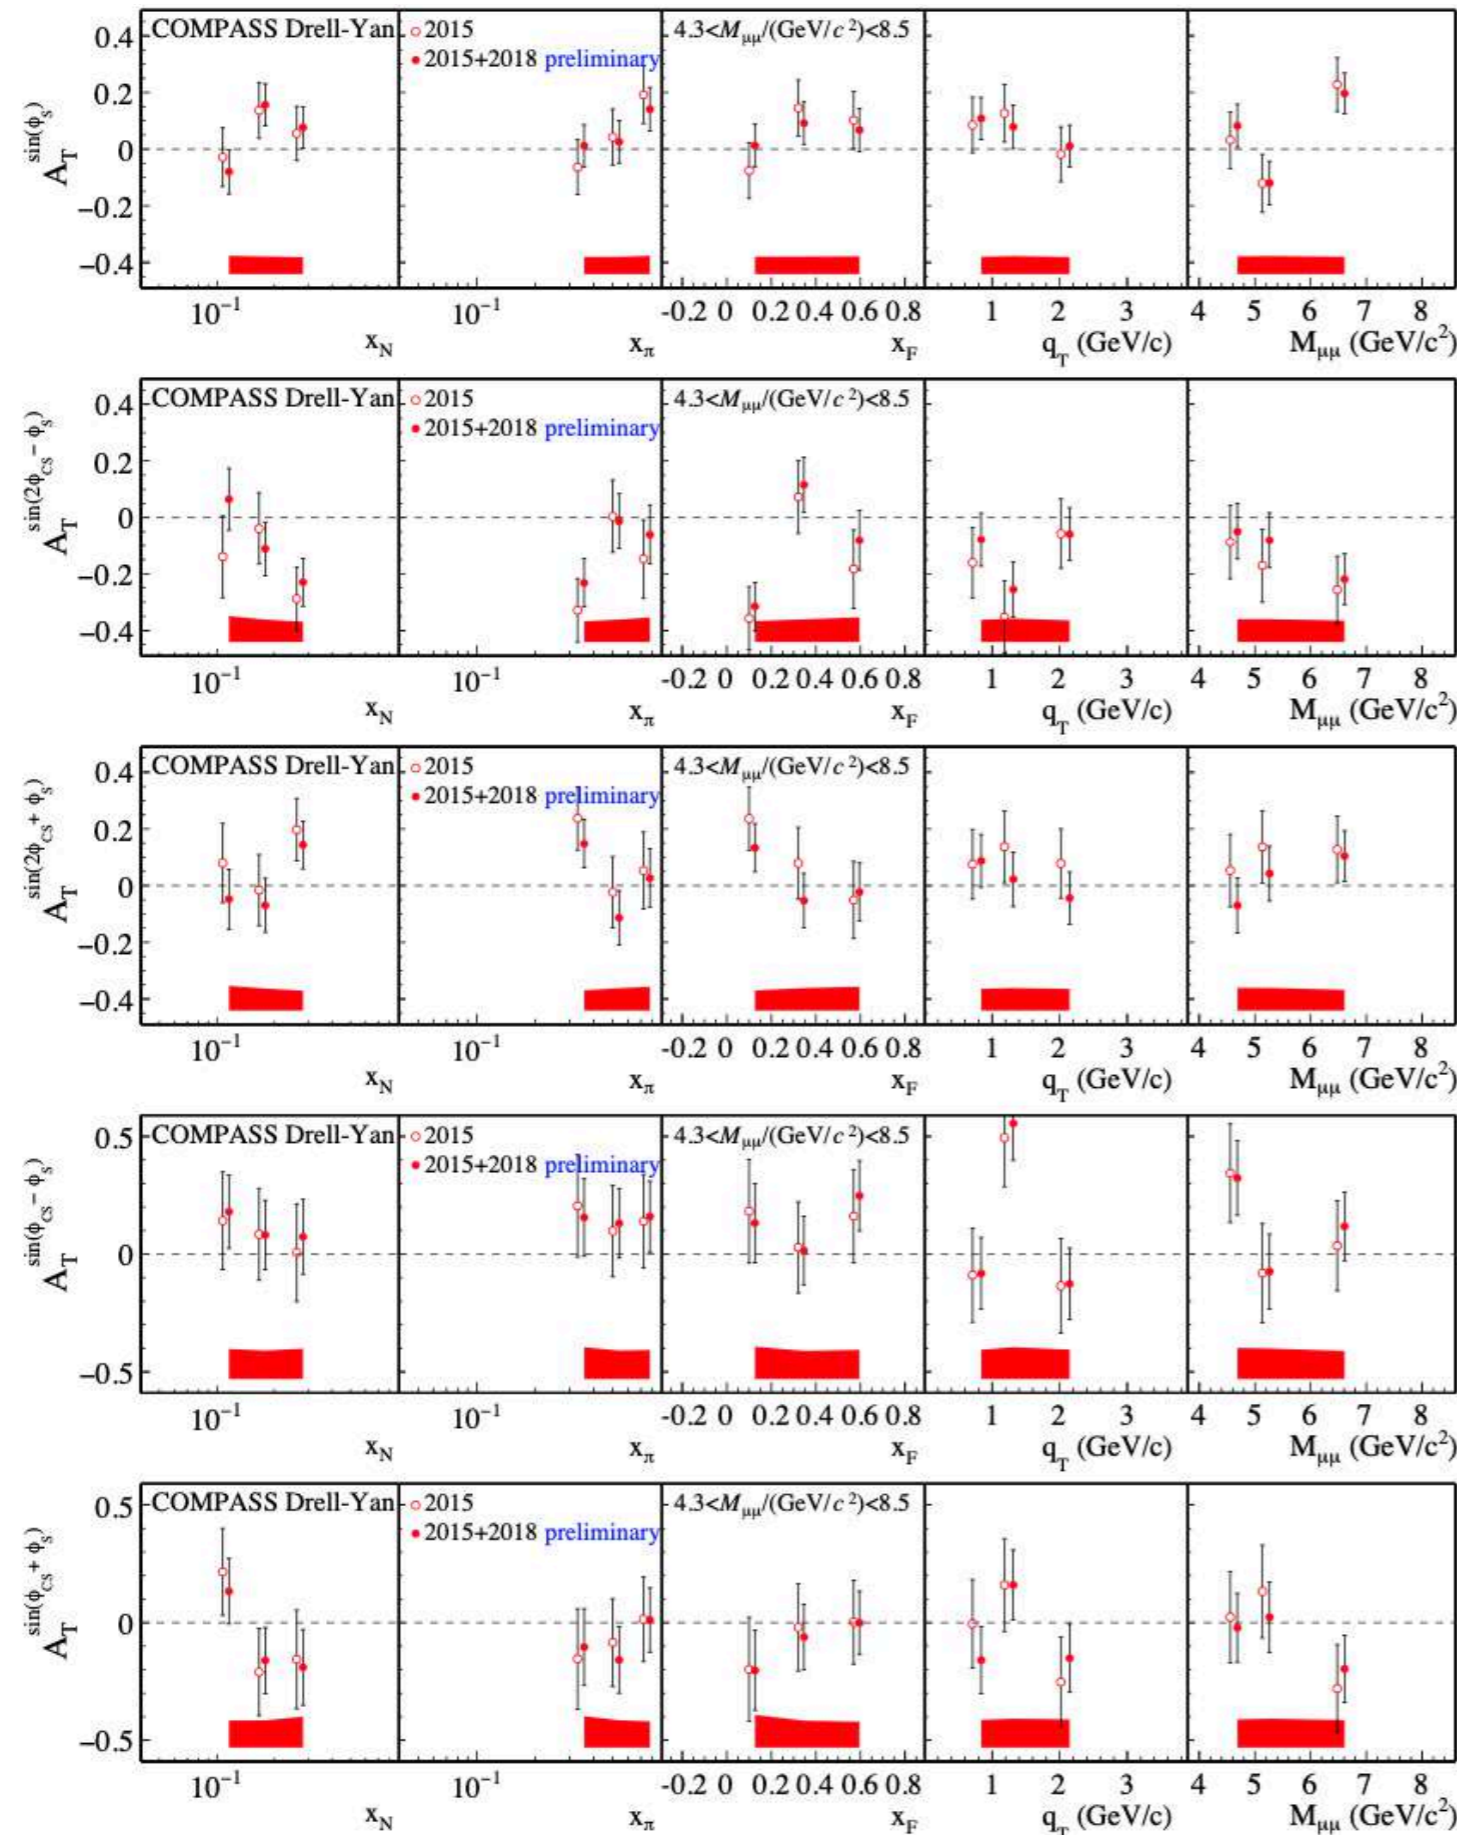 COMPASS Drell-Yan 2015 4.3<Mμμ/(GeV/c²)<8.5
2015+2018 preliminary
A_T^sin(φ_S)
0.4
0.2
0
−0.2
−0.4
10⁻¹ 10⁻¹ -0.2 0 0.2 0.4 0.6 0.8 1 2 3 4 5 6 7 8
x_N x_π x_F q_T (GeV/c) M_μμ (GeV/c²)
COMPASS Drell-Yan 2015 4.3<Mμμ/(GeV/c²)<8.5
2015+2018 preliminary
A_T^sin(2φ_CS − φ_S)
0.4
0.2
0
−0.2
−0.4
10⁻¹ 10⁻¹ -0.2 0 0.2 0.4 0.6 0.8 1 2 3 4 5 6 7 8
x_N x_π x_F q_T (GeV/c) M_μμ (GeV/c²)
COMPASS Drell-Yan 2015 4.3<Mμμ/(GeV/c²)<8.5
2015+2018 preliminary
A_T^sin(2φ_CS + φ_S)
0.4
0.2
0
−0.2
−0.4
10⁻¹ 10⁻¹ -0.2 0 0.2 0.4 0.6 0.8 1 2 3 4 5 6 7 8
x_N x_π x_F q_T (GeV/c) M_μμ (GeV/c²)
COMPASS Drell-Yan 2015 4.3<Mμμ/(GeV/c²)<8.5
2015+2018 preliminary
A_T^sin(φ_CS − φ_S)
0.5
0
−0.5
10⁻¹ 10⁻¹ -0.2 0 0.2 0.4 0.6 0.8 1 2 3 4 5 6 7 8
x_N x_π x_F q_T (GeV/c) M_μμ (GeV/c²)
COMPASS Drell-Yan 2015 4.3<Mμμ/(GeV/c²)<8.5
2015+2018 preliminary
A_T^sin(φ_CS + φ_S)
0.5
0
−0.5
10⁻¹ 10⁻¹ -0.2 0 0.2 0.4 0.6 0.8 1 2 3 4 5 6 7 8
x_N x_π x_F q_T (GeV/c) M_μμ (GeV/c²)